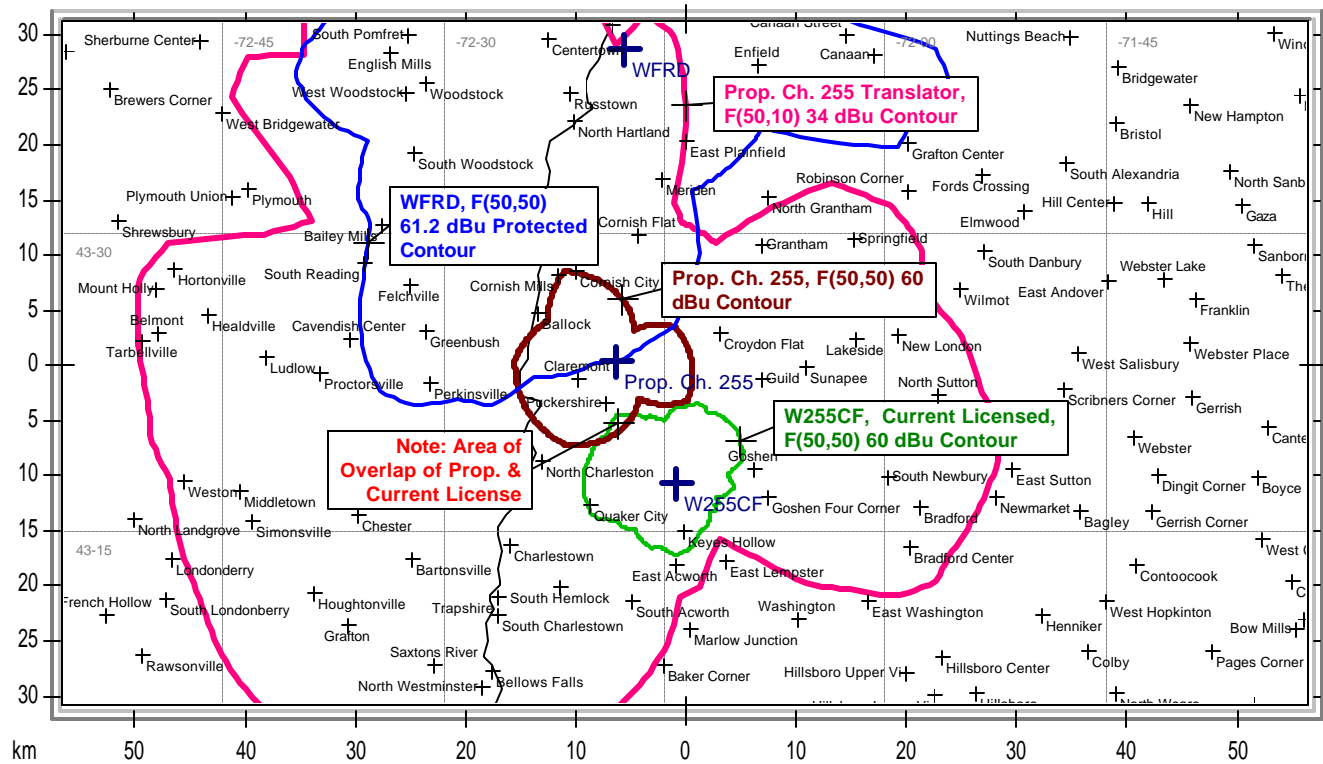 30
25
20
15
10
5
0
5
10
15
20
25
30
km
50
40
30
20
10
0
10
20
30
40
50
-72-45
-72-30
-72-00
-71-45
43-30
43-15
Sherburne Center
South Pomfret
English Mills
Centertown
WFRD
Canaan Street
Enfield
Canaan
Nuttings Beach
Bridgewater
Brewers Corner
West Woodstock
Woodstock
Russtown
Prop. Ch. 255 Translator,
F(50,10) 34 dBu Contour
New Hampton
West Bridgewater
North Hartland
Bristol
South Woodstock
East Plainfield
Grafton Center
Robinson Corner
South Alexandria
Fords Crossing
North Sanb
Plymouth Union
Plymouth
WFRD, F(50,50)
61.2 dBu Protected
Contour
Meriden
North Grantham
Hill Center
Hill
Gaza
Elmwood
Shrewsbury
Bailey Mills
Cornish Flat
Grantham
Springfield
South Danbury
Sanborn
Hortonville
South Reading
Mount Holly
Felchville
Cornish Mills
Cornish City
Prop. Ch. 255, F(50,50) 60
dBu Contour
Webster Lake
East Andover
Wilmot
Franklin
Belmont
Healdville
Cavendish Center
Greenbush
Ballock
Croydon Flat
Lakeside
New London
Tarbellville
Webster Place
West Salisbury
Ludlow
Proctorsville
Perkinsville
Claremont
Prop. Ch. 255
Guild
Sunapee
North Sutton
Scribners Corner
Gerrish
Puckershire
W255CF, Current Licensed,
F(50,50) 60 dBu Contour
Note: Area of
Overlap of Prop. &
Current License
Goshen
Webster
North Charleston
South Newbury
East Sutton
Dingit Corner
Boyce
Weston
Middletown
W255CF
Quaker City
Goshen Four Corner
Bradford
Newmarket
Bagley
Gerrish Corner
North Landgrove
Simonsville
Chester
Keyes Hollow
Charlestown
Bradford Center
Londonderry
Bartonsville
East Acworth
East Lempster
Contoocook
French Hollow
South Londonberry
Houghtonville
Trapshire
South Hemlock
South Charlestown
South Acworth
Washington
East Washington
West Hopkinton
Henniker
Bow Mills
Grafton
Marlow Junction
Rawsonville
Saxtons River
North Westminster
Bellows Falls
Baker Corner
Hillsboro Upper Vi
Hillsboro Center
Colby
Pages Corner